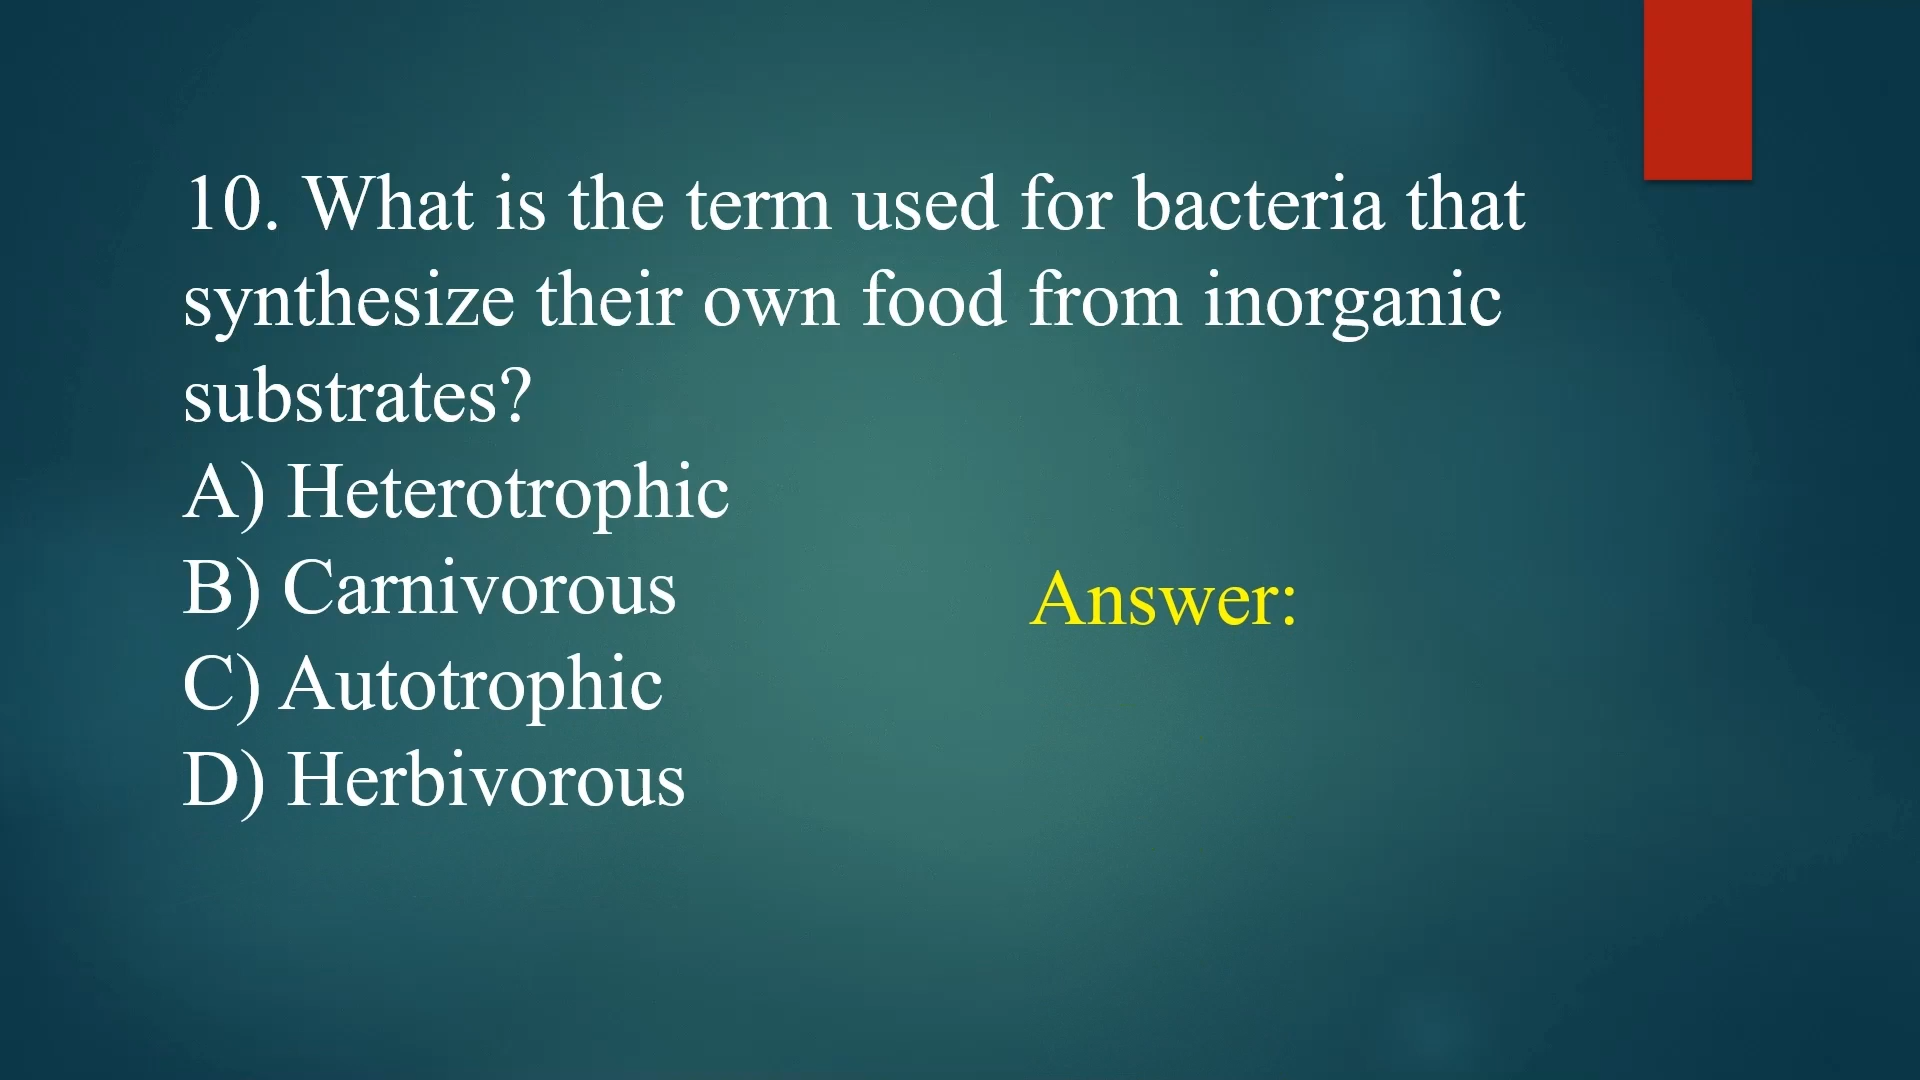 10. What is the term used for bacteria that
synthesize their own food from inorganic
substrates?
A) Heterotrophic
B) Carnivorous
C) Autotrophic
D) Herbivorous
Answer: